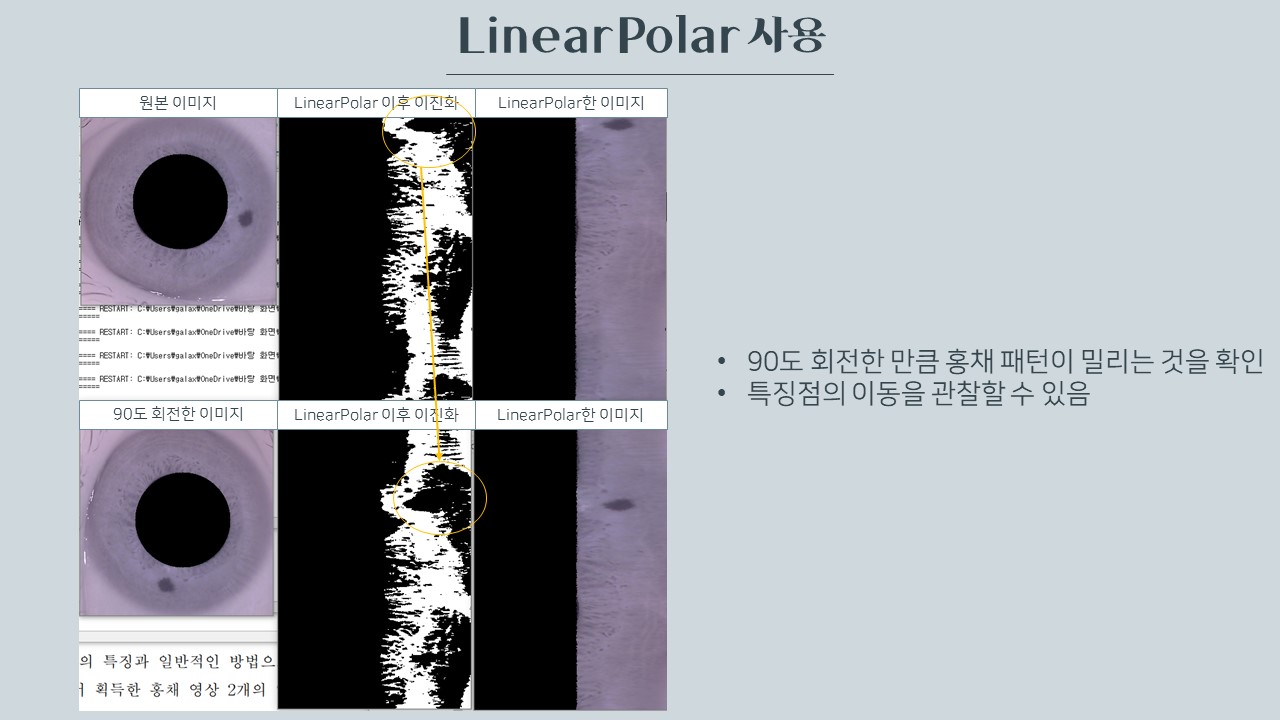 LinearPolar 사용
원본 이미지
LinearPolar 이후 이진화
LinearPolar한 이미지
==== RESTART: C:₩Users₩galax₩OneDrive₩바탕 화면₩
=====
==== RESTART: C:₩Users₩galax₩OneDrive₩바탕 화면₩
=====
==== RESTART: C:₩Users₩galax₩OneDrive₩바탕 화면₩
=====
==== RESTART: C:₩Users₩galax₩OneDrive₩바탕 화면₩
=====
90도 회전한 이미지
LinearPolar 이후 이진화
LinearPolar한 이미지
의 특징과 일반적인 방법으
획득한 홍채 영상 2개의
• 90도 회전한 만큼 홍채 패턴이 밀리는 것을 확인
• 특징점의 이동을 관찰할 수 있음